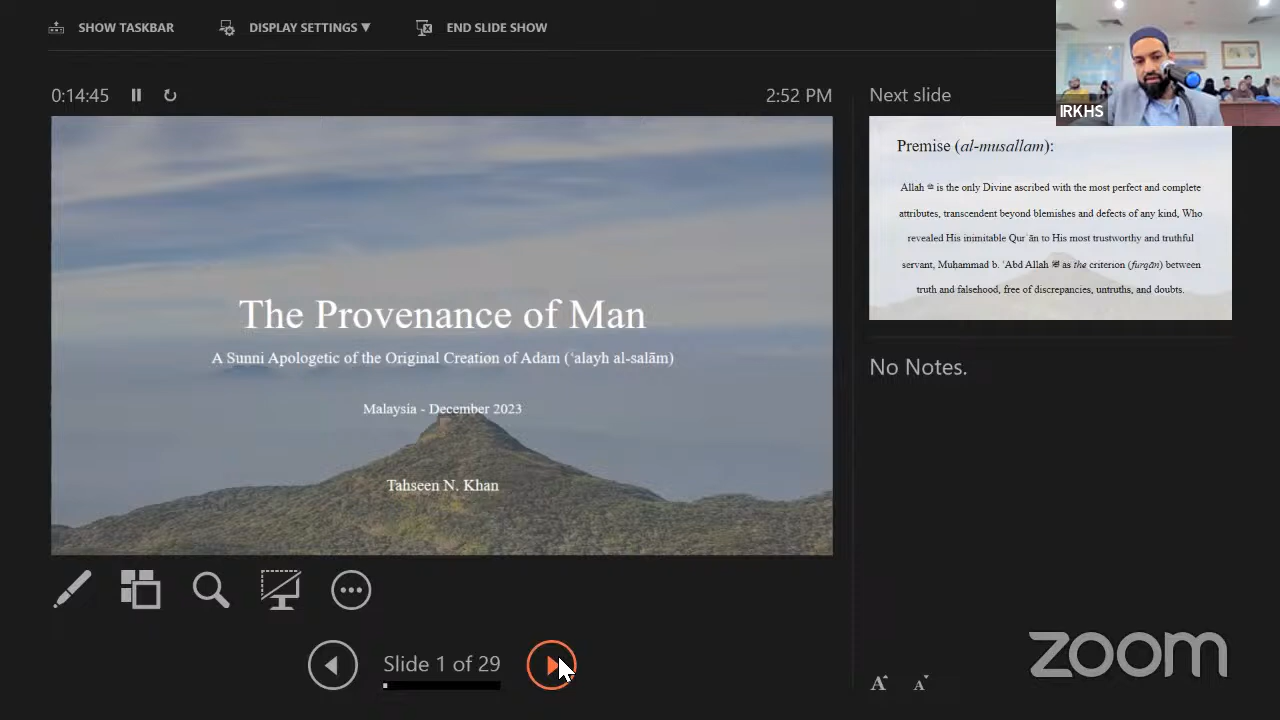 SHOW TASKBAR
DISPLAY SETTINGS ▼
END SLIDE SHOW
IRKHS
0:14:45
2:52 PM
Next slide
The Provenance of Man
A Sunni Apologetic of the Original Creation of Adam (ʿalayh al-salām)
Malaysia - December 2023
Tahseen N. Khan
Premise (al-musallam):
Allah ﷻ is the only Divine ascribed with the most perfect and complete
attributes, transcendent beyond blemishes and defects of any kind, Who
revealed His inimitable Qurʾān to His most trustworthy and truthful
servant, Muḥammad b. ʿAbd Allah ﷺ as the criterion (furqān) between
truth and falsehood, free of discrepancies, untruths, and doubts.
No Notes.
Slide 1 of 29
A A
zoom